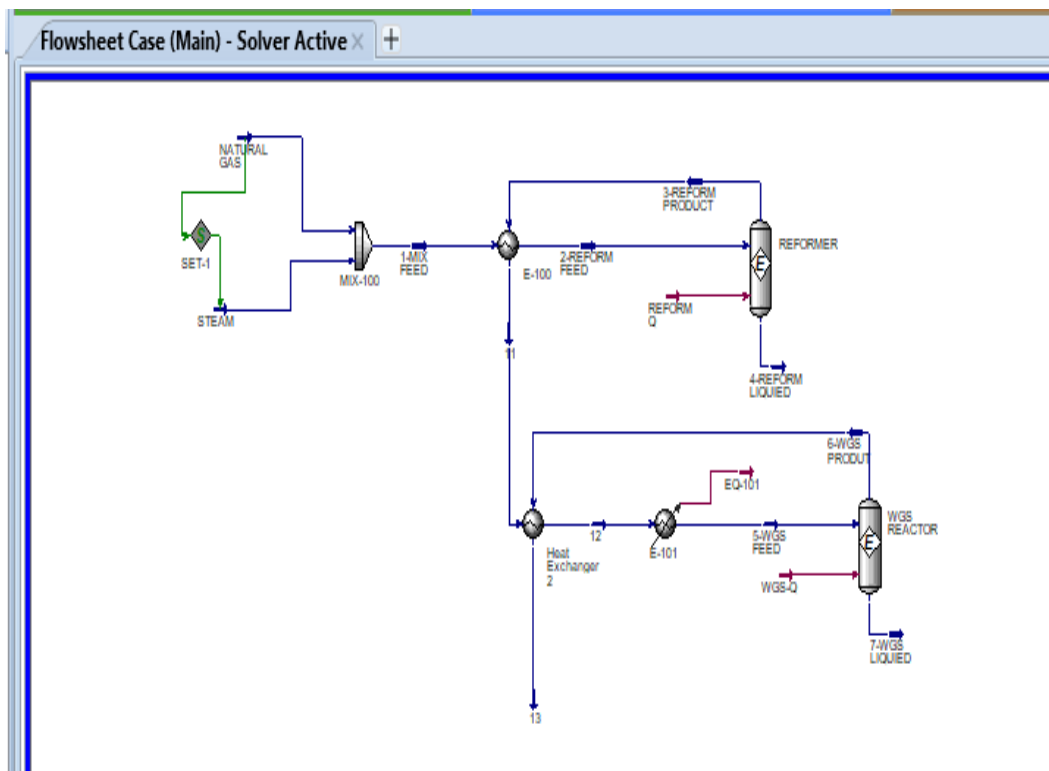 Flowsheet Case (Main) - Solver Active × +
NATURAL
GAS
SET-1
S
STEAM
MIX-100
1-MIX
FEED
E-100
2-REFORM
FEED
3-REFORM
PRODUCT
REFORMER
E
REFORM
Q
4-REFORM
LIQUIED
11
6-WGS
PRODUT
EQ-101
12
E-101
5-WGS
FEED
WGS
REACTOR
E
Heat
Exchanger
2
WGS-Q
7-WGS
LIQUIED
13